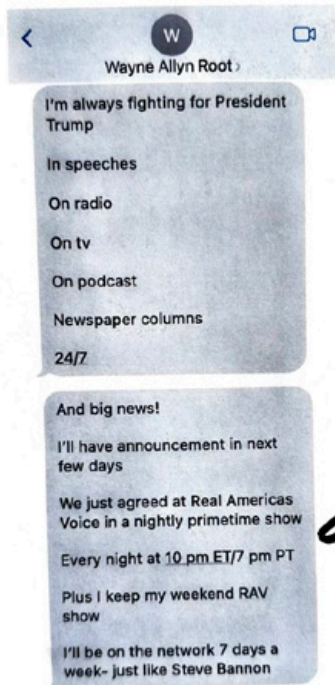 W
Wayne Allyn Root >
I'm always fighting for President
Trump
In speeches
On radio
On tv
On podcast
Newspaper columns
24/7
And big news!
I'll have announcement in next
few days
We just agreed at Real Americas
Voice in a nightly primetime show
Every night at 10 pm ET/7 pm PT
Plus I keep my weekend RAV
show
I'll be on the network 7 days a
week- just like Steve Bannon